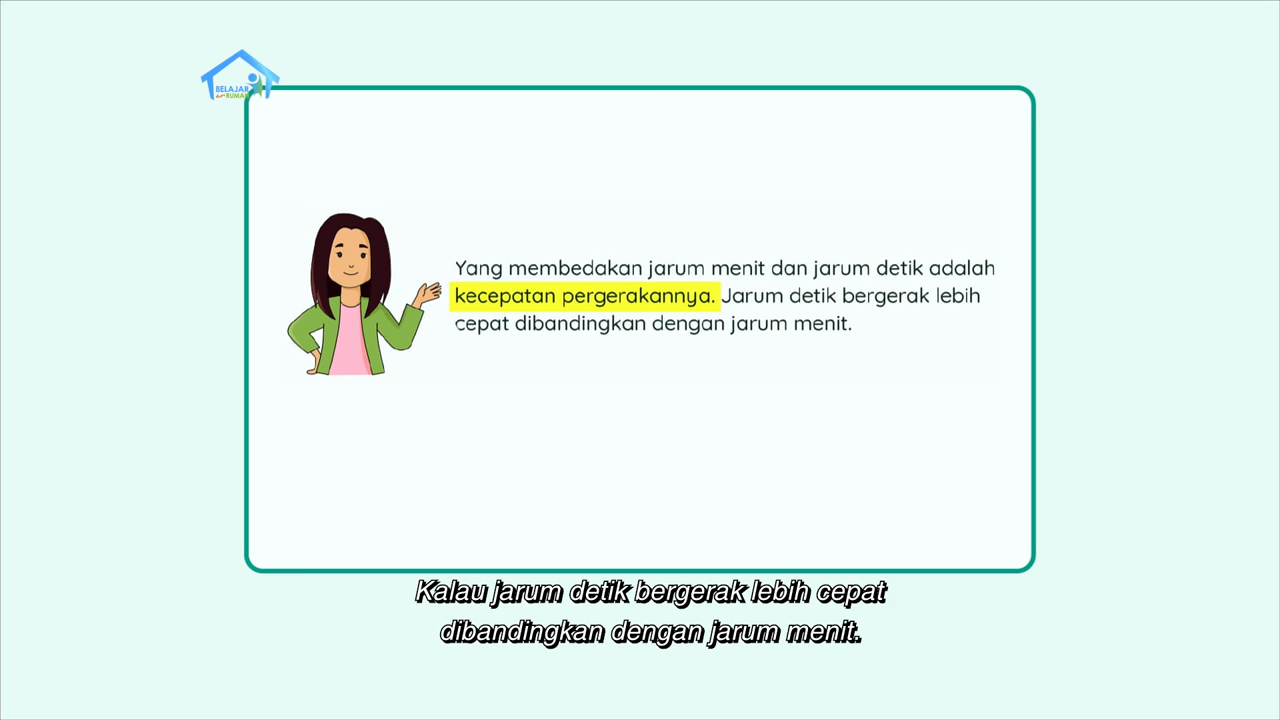 BELAJAR
dari RUMAH
Yang membedakan jarum menit dan jarum detik adalah
kecepatan pergerakannya. Jarum detik bergerak lebih
cepat dibandingkan dengan jarum menit.
Kalau jarum detik bergerak lebih cepat
dibandingkan dengan jarum menit.